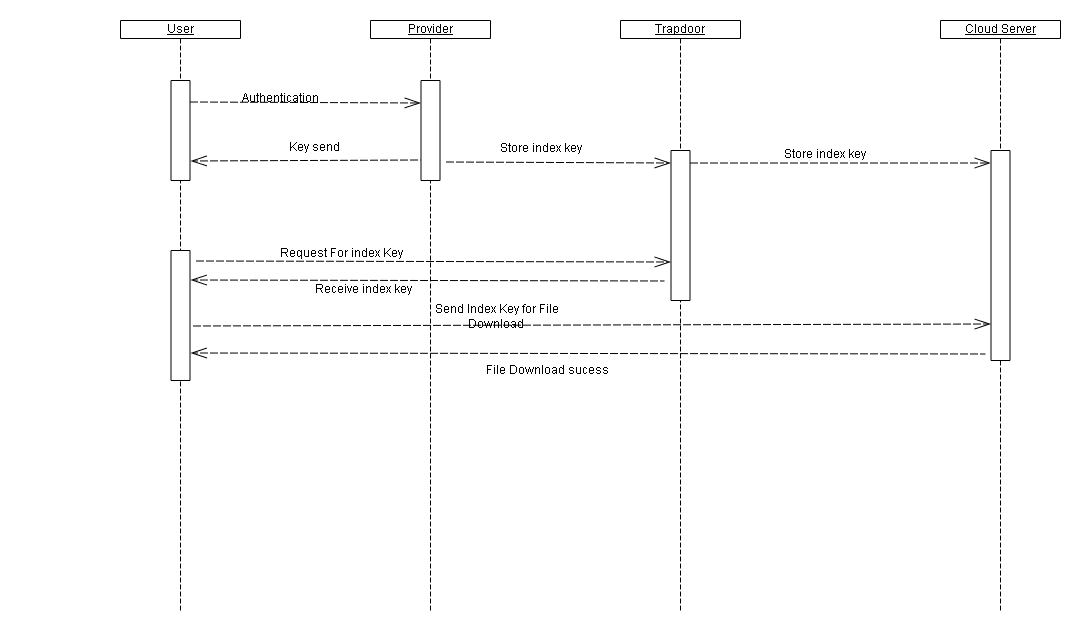 User
Provider
Trapdoor
Cloud Server
Authentication
Key send
Store index key
Store index key
Request For index Key
Receive index key
Send Index Key for File
Download
File Download sucess